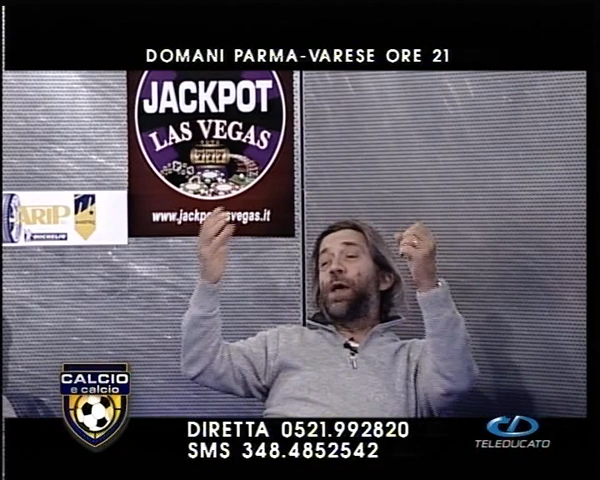 DOMANI PARMA-VARESE ORE 21
JACKPOT
LAS VEGAS
ARIP
MICHELIN
CALCIO
e calcio
DIRETTA 0521.992820
SMS 348.4852542
TELEDUCATO